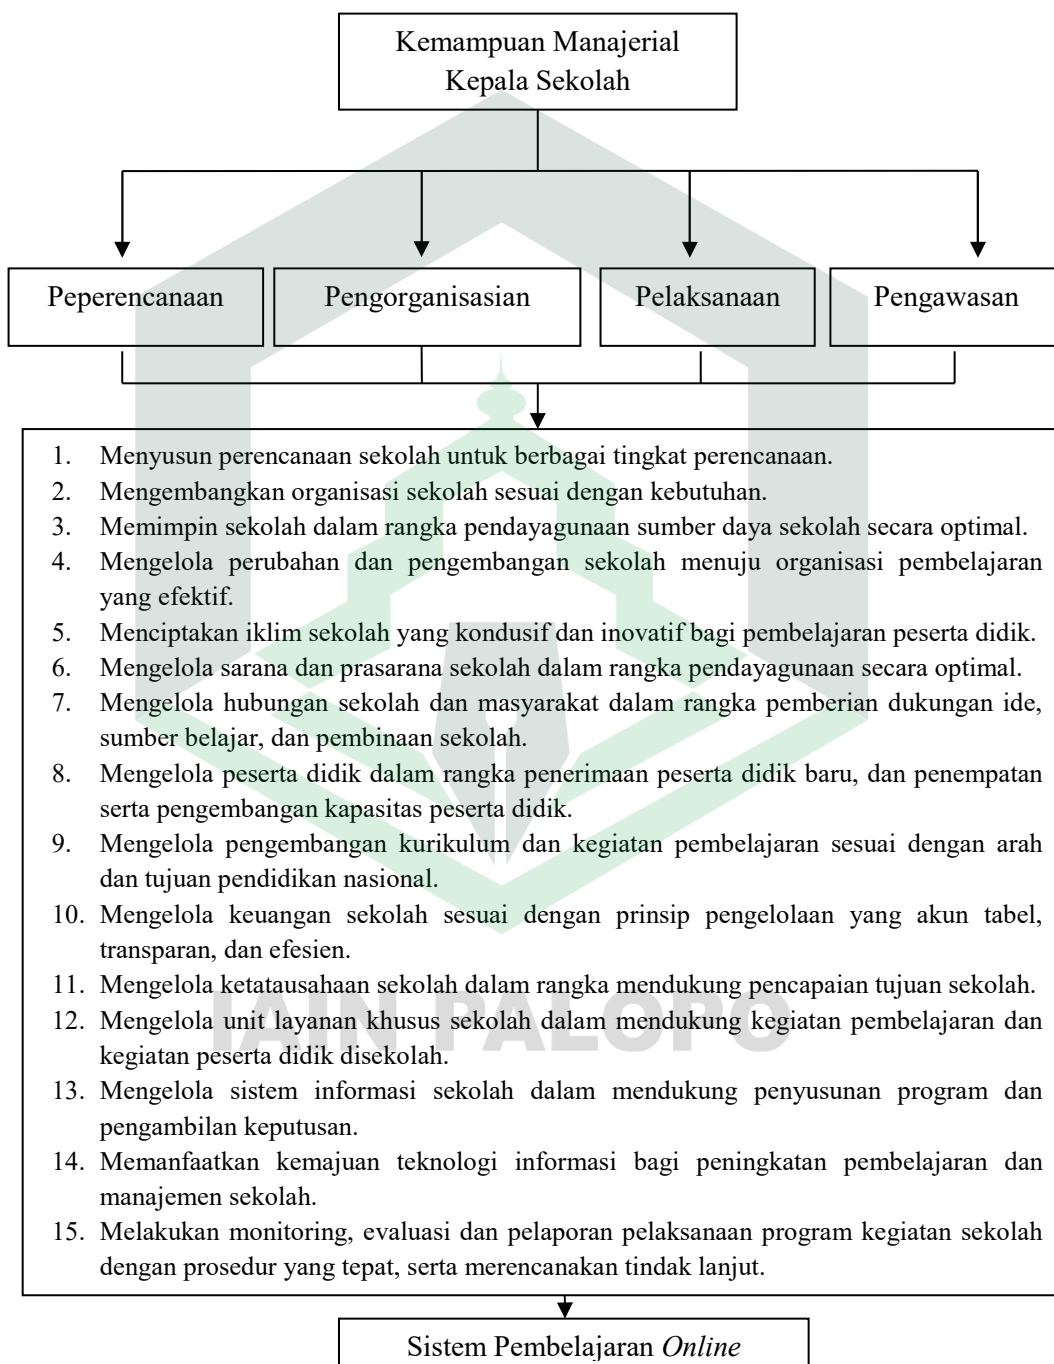 Kemampuan Manajerial
Kepala Sekolah
Peperencanaan
Pengorganisasian
Pelaksanaan
Pengawasan
1. Menyusun perencanaan sekolah untuk berbagai tingkat perencanaan.
2. Mengembangkan organisasi sekolah sesuai dengan kebutuhan.
3. Memimpin sekolah dalam rangka pendayagunaan sumber daya sekolah secara optimal.
4. Mengelola perubahan dan pengembangan sekolah menuju organisasi pembelajaran
yang efektif.
5. Menciptakan iklim sekolah yang kondusif dan inovatif bagi pembelajaran peserta didik.
6. Mengelola sarana dan prasarana sekolah dalam rangka pendayagunaan secara optimal.
7. Mengelola hubungan sekolah dan masyarakat dalam rangka pemberian dukungan ide,
sumber belajar, dan pembinaan sekolah.
8. Mengelola peserta didik dalam rangka penerimaan peserta didik baru, dan penempatan
serta pengembangan kapasitas peserta didik.
9. Mengelola pengembangan kurikulum dan kegiatan pembelajaran sesuai dengan arah
dan tujuan pendidikan nasional.
10. Mengelola keuangan sekolah sesuai dengan prinsip pengelolaan yang akun tabel,
transparan, dan efesien.
11. Mengelola ketatausahaan sekolah dalam rangka mendukung pencapaian tujuan sekolah.
12. Mengelola unit layanan khusus sekolah dalam mendukung kegiatan pembelajaran dan
kegiatan peserta didik disekolah.
13. Mengelola sistem informasi sekolah dalam mendukung penyusunan program dan
pengambilan keputusan.
14. Memanfaatkan kemajuan teknologi informasi bagi peningkatan pembelajaran dan
manajemen sekolah.
15. Melakukan monitoring, evaluasi dan pelaporan pelaksanaan program kegiatan sekolah
dengan prosedur yang tepat, serta merencanakan tindak lanjut.
IAIN PALOPO
Sistem Pembelajaran Online